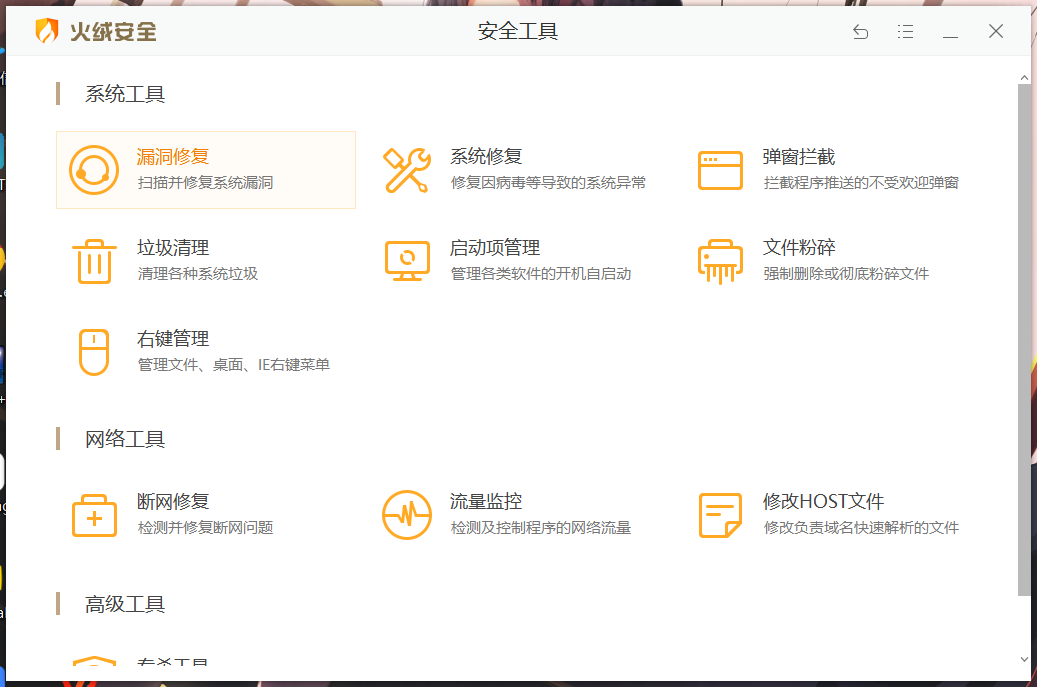 火绒安全
安全工具
系统工具
漏洞修复
扫描并修复系统漏洞
系统修复
修复因病毒等导致的系统异常
弹窗拦截
拦截程序推送的不受欢迎弹窗
垃圾清理
清理各种系统垃圾
启动项管理
管理各类软件的开机自启动
文件粉碎
强制删除或彻底粉碎文件
右键管理
管理文件、桌面、IE右键菜单
网络工具
断网修复
检测并修复断网问题
流量监控
检测及控制程序的网络流量
修改HOST文件
修改负责域名快速解析的文件
高级工具
专杀工具